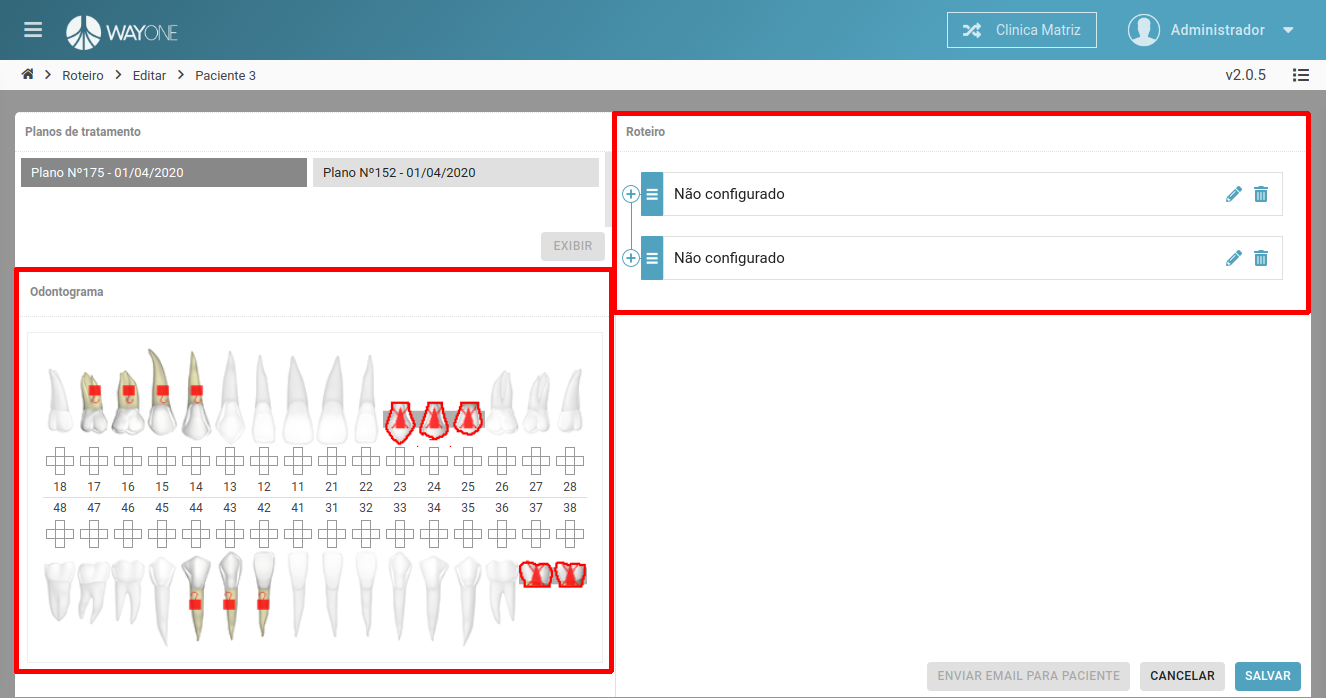 WAYONE
Clinica Matriz
Administrador
Roteiro
Editar
Paciente 3
v2.0.5
Planos de tratamento
Plano Nº175 - 01/04/2020
Plano Nº152 - 01/04/2020
EXIBIR
Odontograma
18 17 16 15 14 13 12 11 21 22 23 24 25 26 27 28
48 47 46 45 44 43 42 41 31 32 33 34 35 36 37 38
Roteiro
Não configurado
Não configurado
ENVIAR EMAIL PARA PACIENTE
CANCELAR
SALVAR